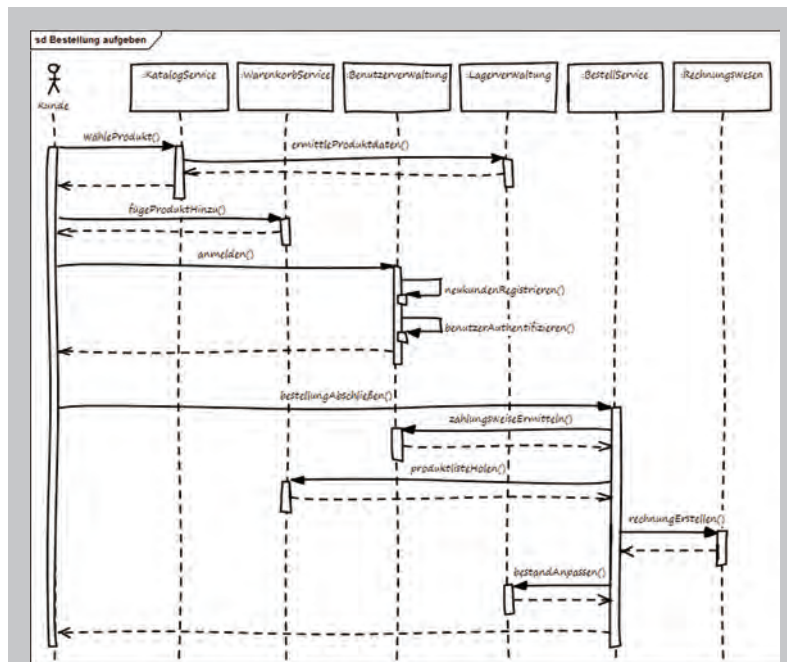 sd Bestellung aufgeben
Kunde
:KatalogService
:WarenkorbService
:Benutzerverwaltung
:Lagerverwaltung
:BestellService
:Rechnungswesen
wähleProdukt()
ermittleProduktdaten()
fügeProduktHinzu()
anmelden()
neukundenRegistrieren()
benutzerAuthentifizieren()
bestellungAbschließen()
zahlungsweiseErmitteln()
produktlisteHolen()
rechnungErstellen()
bestandAnpassen()